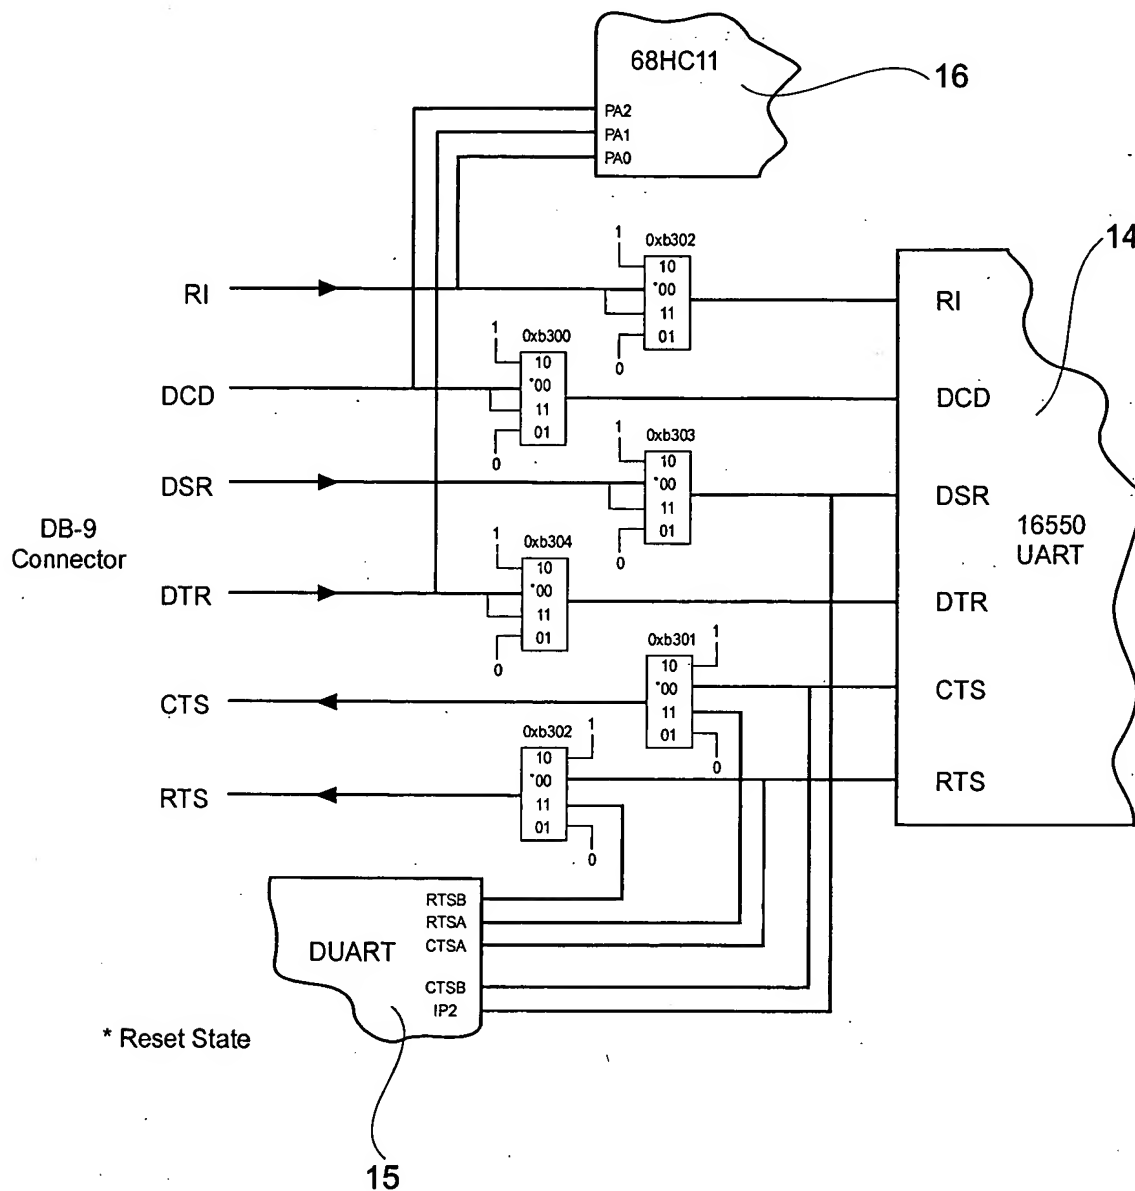 68HC11
16
PA2
PA1
PA0
14
1
0xb302
10
*00
11
01
0
RI
RI
1
0xb300
10
*00
11
01
0
DCD
DCD
1
0xb303
10
*00
11
01
0
DSR
DSR
DB-9
Connector
16550
UART
1
0xb304
10
*00
11
01
0
DTR
DTR
0xb301
1
10
*00
11
01
0
CTS
CTS
0xb302
1
10
*00
11
01
0
RTS
RTS
RTSB
RTSA
CTSA
CTSB
IP2
DUART
* Reset State
15